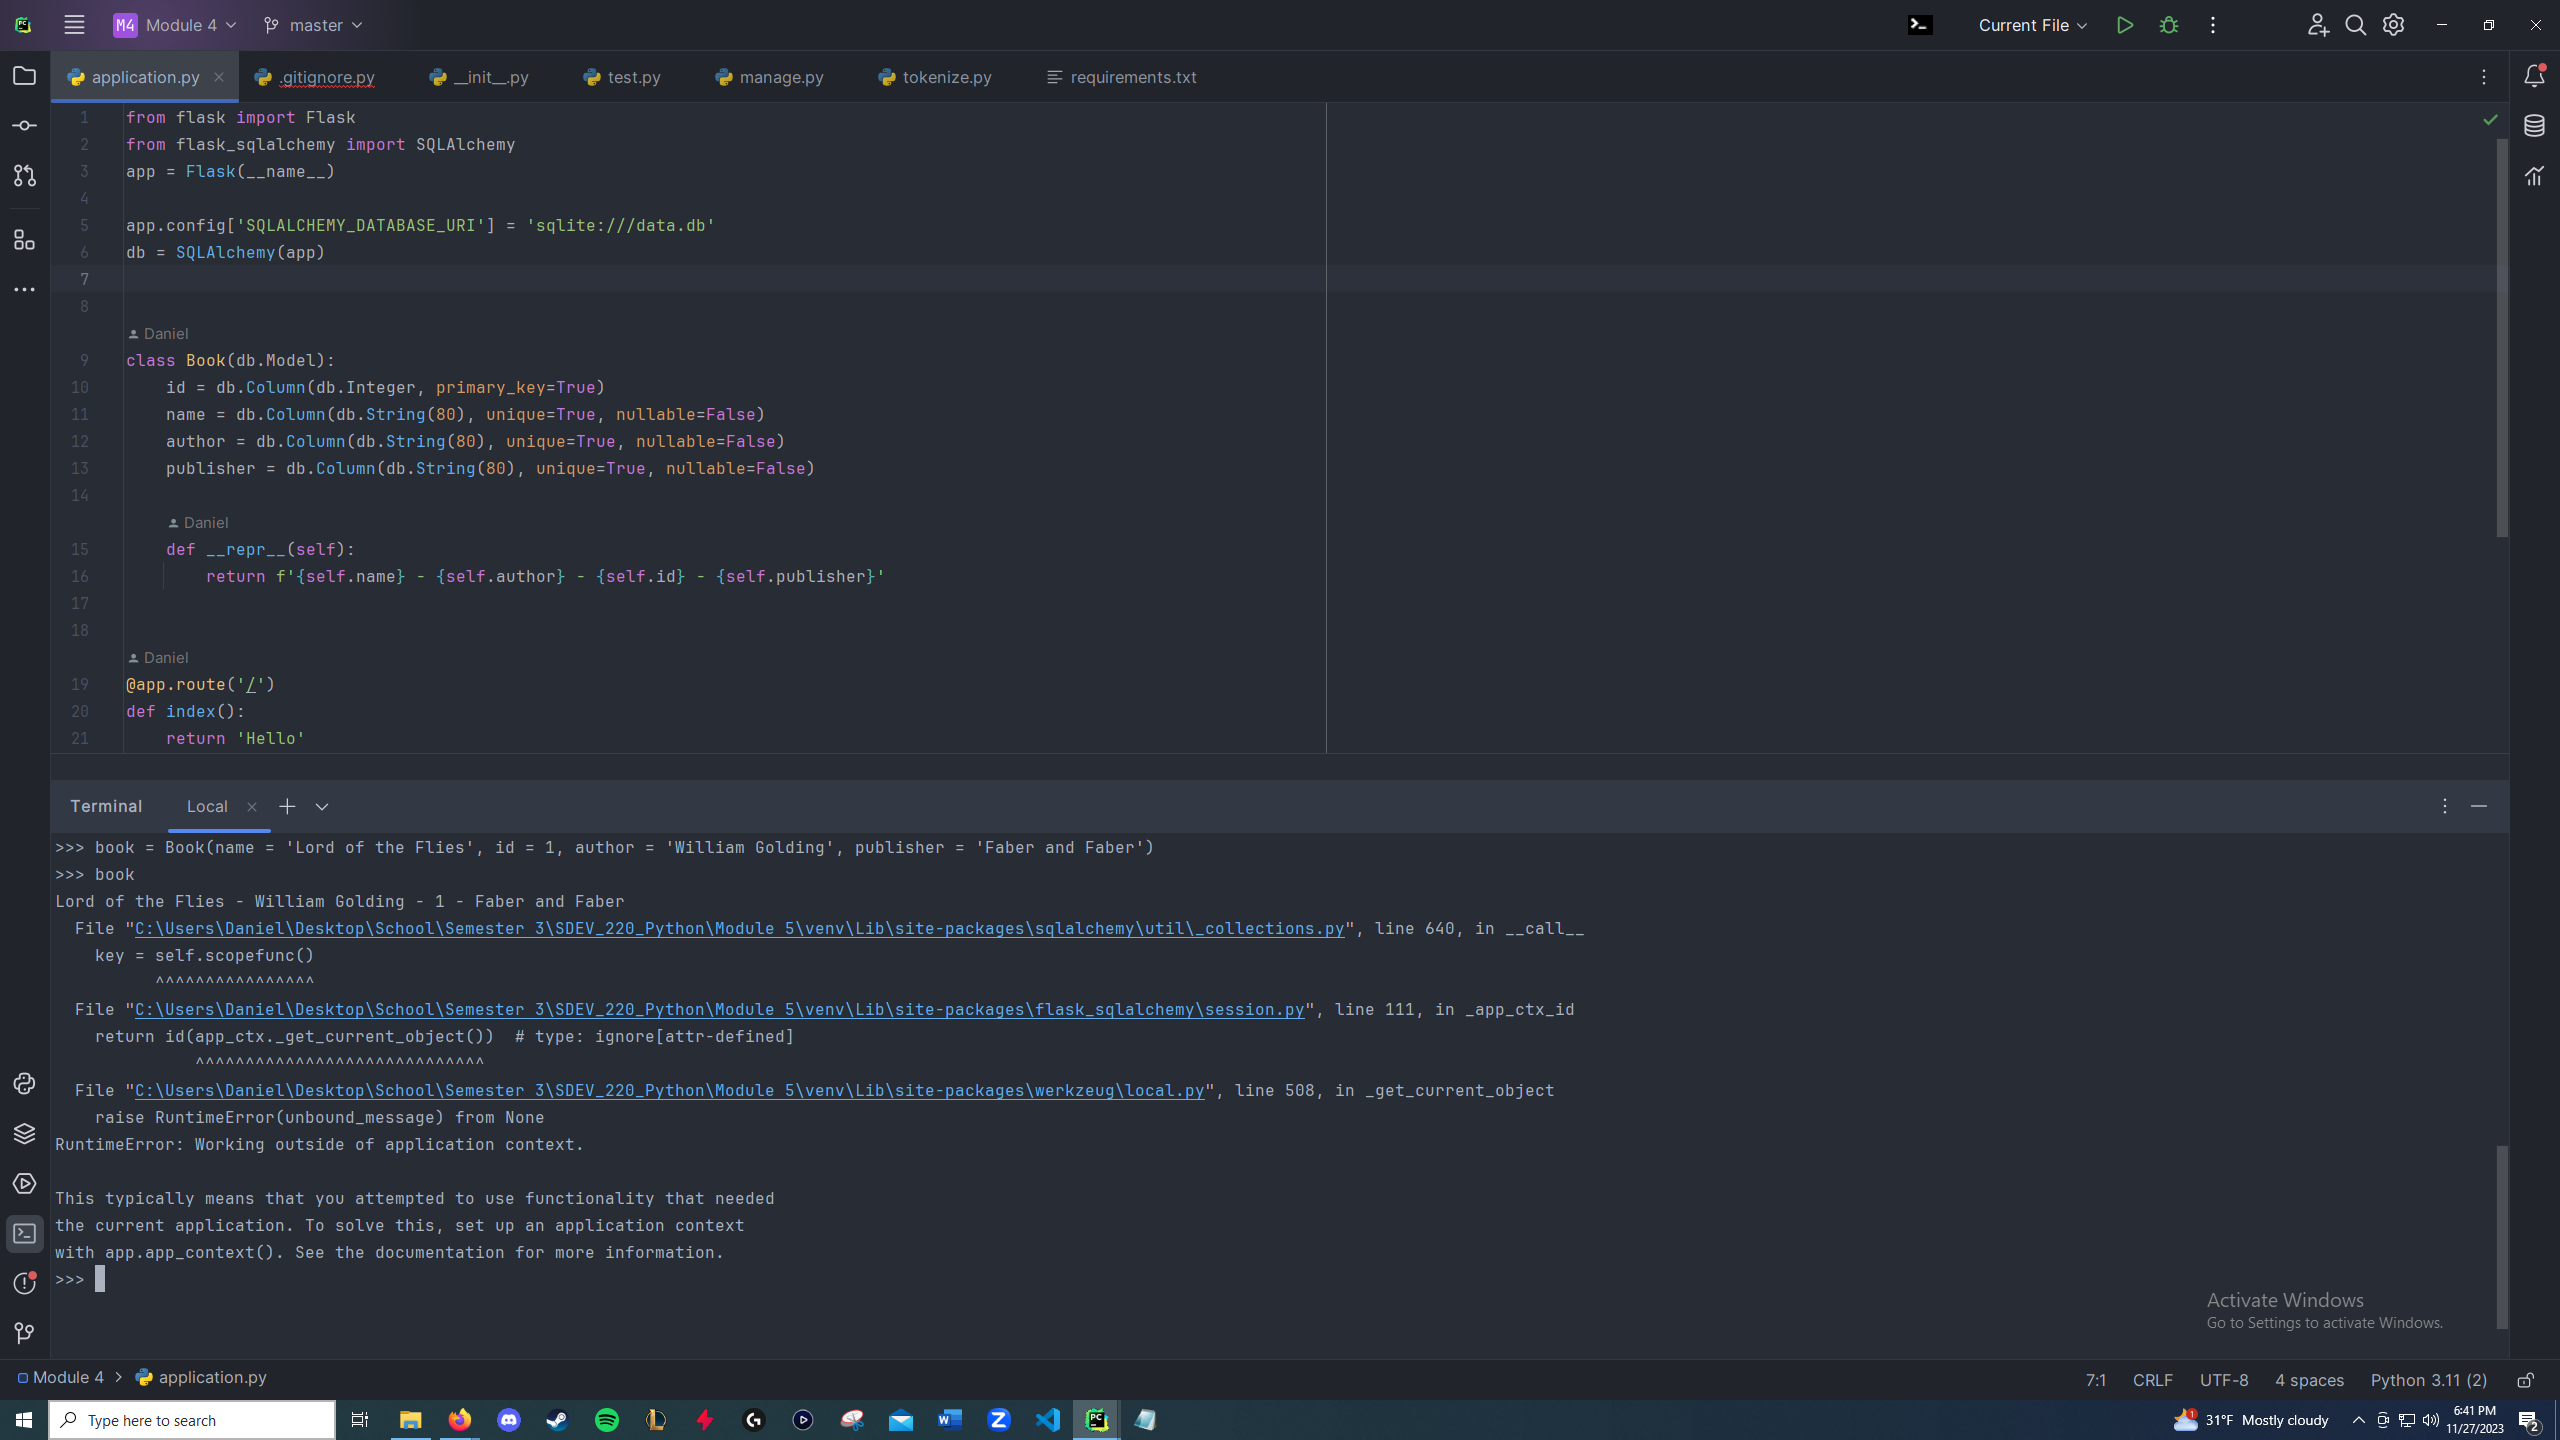 M4 Module 4 master Current File
application.py .gitignore.py __init__.py test.py manage.py tokenize.py requirements.txt
1 from flask import Flask
2 from flask_sqlalchemy import SQLAlchemy
3 app = Flask(__name__)
4
5 app.config['SQLALCHEMY_DATABASE_URI'] = 'sqlite:///data.db'
6 db = SQLAlchemy(app)
7
8
Daniel
9 class Book(db.Model):
10     id = db.Column(db.Integer, primary_key=True)
11     name = db.Column(db.String(80), unique=True, nullable=False)
12     author = db.Column(db.String(80), unique=True, nullable=False)
13     publisher = db.Column(db.String(80), unique=True, nullable=False)
14
Daniel
15     def __repr__(self):
16         return f'{self.name} - {self.author} - {self.id} - {self.publisher}'
17
18
Daniel
19 @app.route('/')
20 def index():
21     return 'Hello'
Terminal Local
>>> book = Book(name = 'Lord of the Flies', id = 1, author = 'William Golding', publisher = 'Faber and Faber')
>>> book
Lord of the Flies - William Golding - 1 - Faber and Faber
  File "C:\Users\Daniel\Desktop\School\Semester 3\SDEV_220_Python\Module 5\venv\Lib\site-packages\sqlalchemy\util\_collections.py", line 640, in __call__
    key = self.scopefunc()
          ^^^^^^^^^^^^^^^^
  File "C:\Users\Daniel\Desktop\School\Semester 3\SDEV_220_Python\Module 5\venv\Lib\site-packages\flask_sqlalchemy\session.py", line 111, in _app_ctx_id
    return id(app_ctx._get_current_object())  # type: ignore[attr-defined]
              ^^^^^^^^^^^^^^^^^^^^^^^^^^^^^
  File "C:\Users\Daniel\Desktop\School\Semester 3\SDEV_220_Python\Module 5\venv\Lib\site-packages\werkzeug\local.py", line 508, in _get_current_object
    raise RuntimeError(unbound_message) from None
RuntimeError: Working outside of application context.

This typically means that you attempted to use functionality that needed
the current application. To solve this, set up an application context
with app.app_context(). See the documentation for more information.
>>>
Activate Windows
Go to Settings to activate Windows.
Module 4 > application.py 7:1 CRLF UTF-8 4 spaces Python 3.11 (2)
Type here to search 31°F Mostly cloudy 6:41 PM
11/27/2023 2